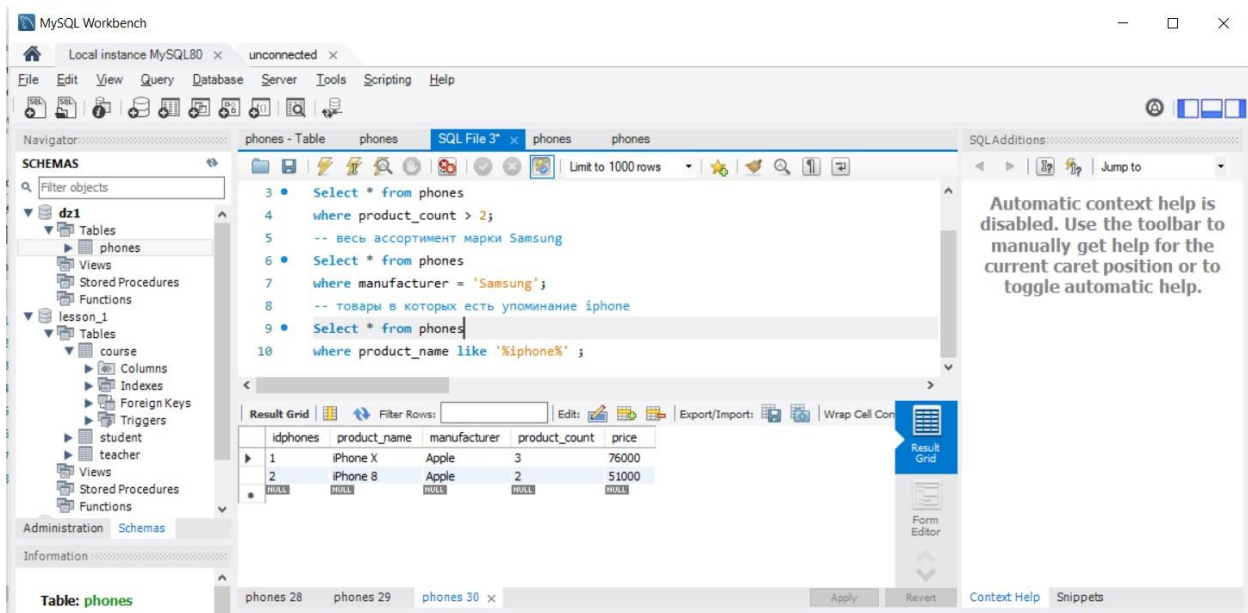 MySQL Workbench
Local instance MySQL80 × unconnected ×
File Edit View Query Database Server Tools Scripting Help
Navigator
SCHEMAS
Filter objects
dz1
Tables
phones
Views
Stored Procedures
Functions
lesson_1
Tables
course
Columns
Indexes
Foreign Keys
Triggers
student
teacher
Views
Stored Procedures
Functions
Administration Schemas
Information
Table: phones
phones - Table phones SQL File 3* × phones phones
Limit to 1000 rows
3 Select * from phones
4 where product_count > 2;
5 -- весь ассортимент марки Samsung
6 Select * from phones
7 where manufacturer = 'Samsung';
8 -- товары в которых есть упоминание iphone
9 Select * from phones
10 where product_name like '%iphone%' ;
Result Grid Filter Rows: Edit: Export/Import: Wrap Cell Con
idphones product_name manufacturer product_count price
1 iPhone X Apple 3 76000
2 iPhone 8 Apple 2 51000
NULL NULL NULL NULL NULL
Result Grid
Form Editor
phones 28 phones 29 phones 30 × Apply Revert
SQLAdditions
Jump to
Automatic context help is
disabled. Use the toolbar to
manually get help for the
current caret position or to
toggle automatic help.
Context Help Snippets